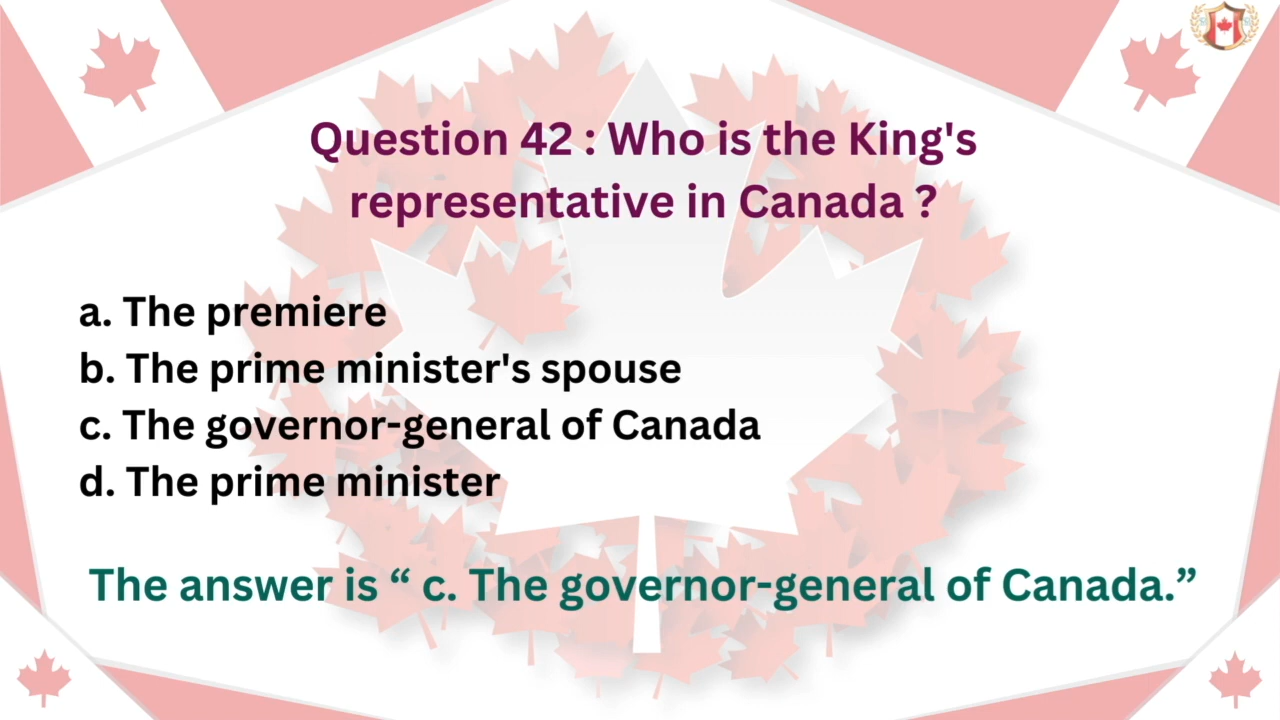 Question 42 : Who is the King's
representative in Canada ?
a. The premiere
b. The prime minister's spouse
c. The governor-general of Canada
d. The prime minister
The answer is “ c. The governor-general of Canada.”